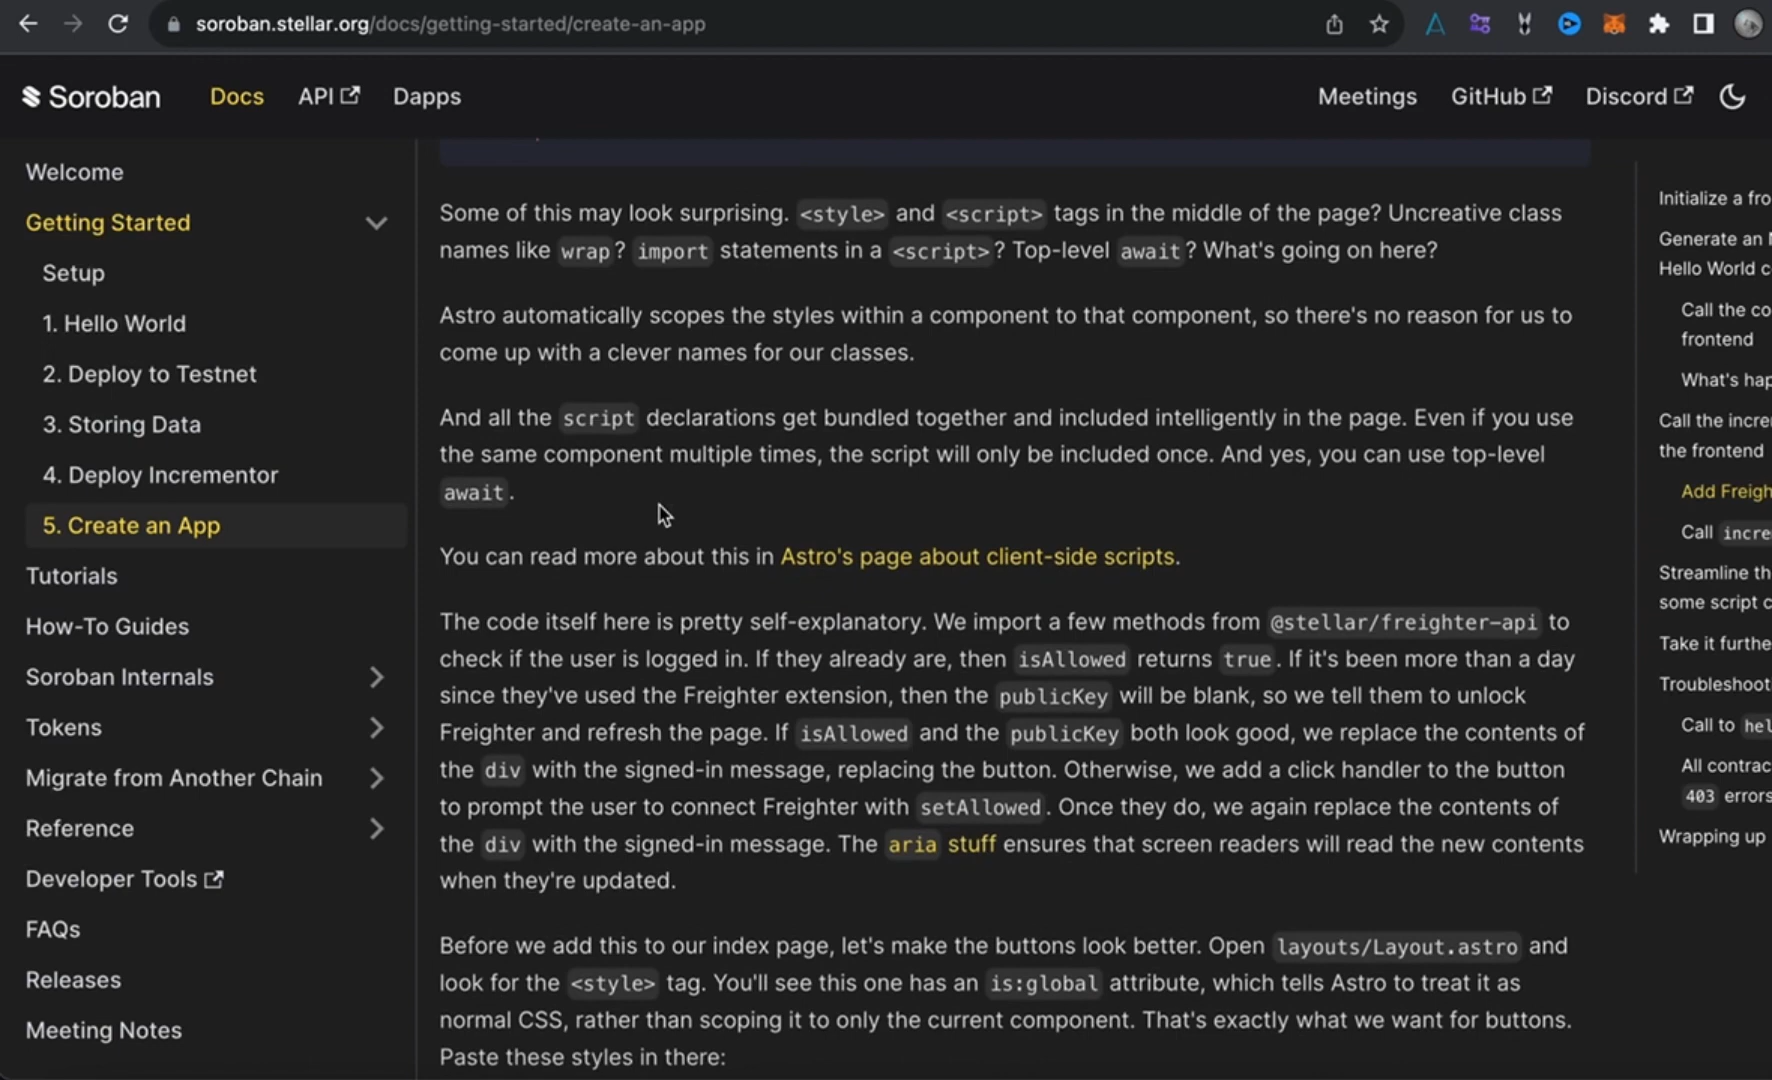 soroban.stellar.org/docs/getting-started/create-an-app
Soroban
Docs
API
Dapps
Meetings
GitHub
Discord
Welcome
Getting Started
Setup
1. Hello World
2. Deploy to Testnet
3. Storing Data
4. Deploy Incrementor
5. Create an App
Tutorials
How-To Guides
Soroban Internals
Tokens
Migrate from Another Chain
Reference
Developer Tools
FAQs
Releases
Meeting Notes
Some of this may look surprising. <style> and <script> tags in the middle of the page? Uncreative class
names like wrap? import statements in a <script>? Top-level await? What's going on here?
Astro automatically scopes the styles within a component to that component, so there's no reason for us to
come up with a clever names for our classes.
And all the script declarations get bundled together and included intelligently in the page. Even if you use
the same component multiple times, the script will only be included once. And yes, you can use top-level
await.
You can read more about this in Astro's page about client-side scripts.
The code itself here is pretty self-explanatory. We import a few methods from @stellar/freighter-api to
check if the user is logged in. If they already are, then isAllowed returns true. If it's been more than a day
since they've used the Freighter extension, then the publicKey will be blank, so we tell them to unlock
Freighter and refresh the page. If isAllowed and the publicKey both look good, we replace the contents of
the div with the signed-in message, replacing the button. Otherwise, we add a click handler to the button
to prompt the user to connect Freighter with setAllowed. Once they do, we again replace the contents of
the div with the signed-in message. The aria stuff ensures that screen readers will read the new contents
when they're updated.
Before we add this to our index page, let's make the buttons look better. Open layouts/Layout.astro and
look for the <style> tag. You'll see this one has an is:global attribute, which tells Astro to treat it as
normal CSS, rather than scoping it to only the current component. That's exactly what we want for buttons.
Paste these styles in there:
Initialize a fro
Generate an
Hello World c
Call the co
frontend
What's hap
Call the incre
the frontend
Add Freigh
Call incre
Streamline th
some script c
Take it furthe
Troubleshoot
Call to hel
All contrac
403 errors
Wrapping up